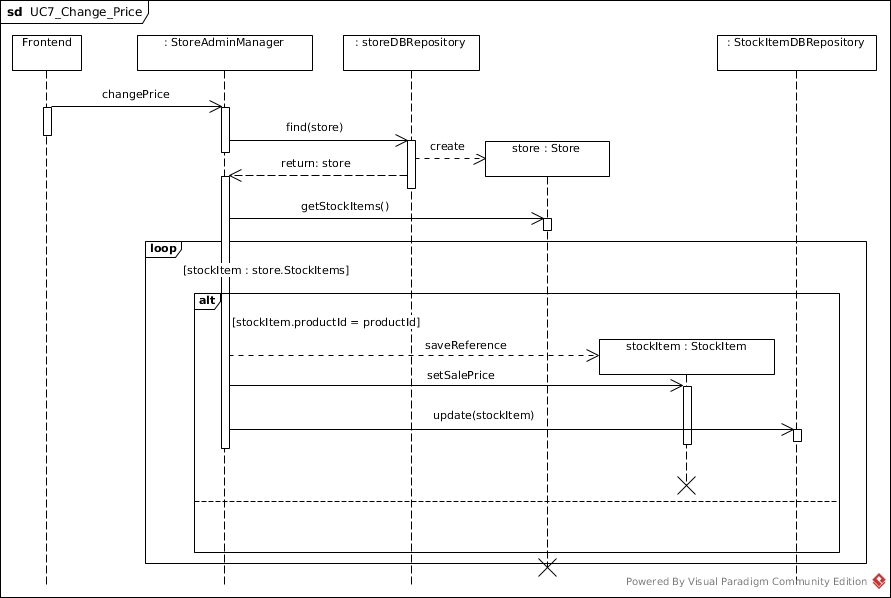 sd UC7_Change_Price
Frontend
: StoreAdminManager
: storeDBRepository
: StockItemDBRepository
changePrice
find(store)
create
store : Store
return: store
getStockItems()
loop
[stockItem : store.StockItems]
alt
[stockItem.productId = productId]
saveReference
stockItem : StockItem
setSalePrice
update(stockItem)
Powered By Visual Paradigm Community Edition